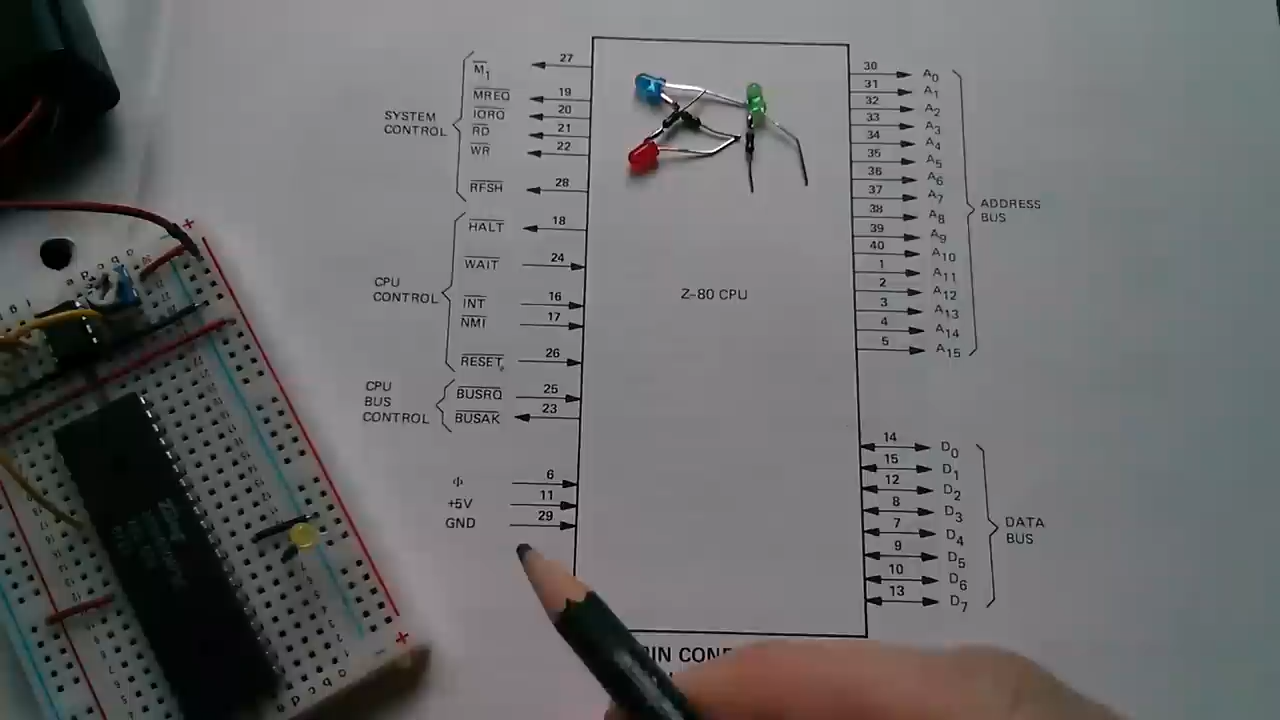 27 M1
19 MREQ
SYSTEM CONTROL
20 IORQ
21 RD
22 WR
28 RFSH
18 HALT
24 WAIT
CPU CONTROL
16 INT
17 NMI
26 RESET
CPU BUS CONTROL
25 BUSRQ
23 BUSAK
6 Φ
11 +5V
29 GND
Z-80 CPU
30 A0
31 A1
32 A2
33 A3
34 A4
35 A5
36 A6
37 A7
38 A8
39 A9
40 A10
1 A11
2 A12
3 A13
4 A14
5 A15
ADDRESS BUS
14 D0
15 D1
12 D2
8 D3
7 D4
9 D5
10 D6
13 D7
DATA BUS